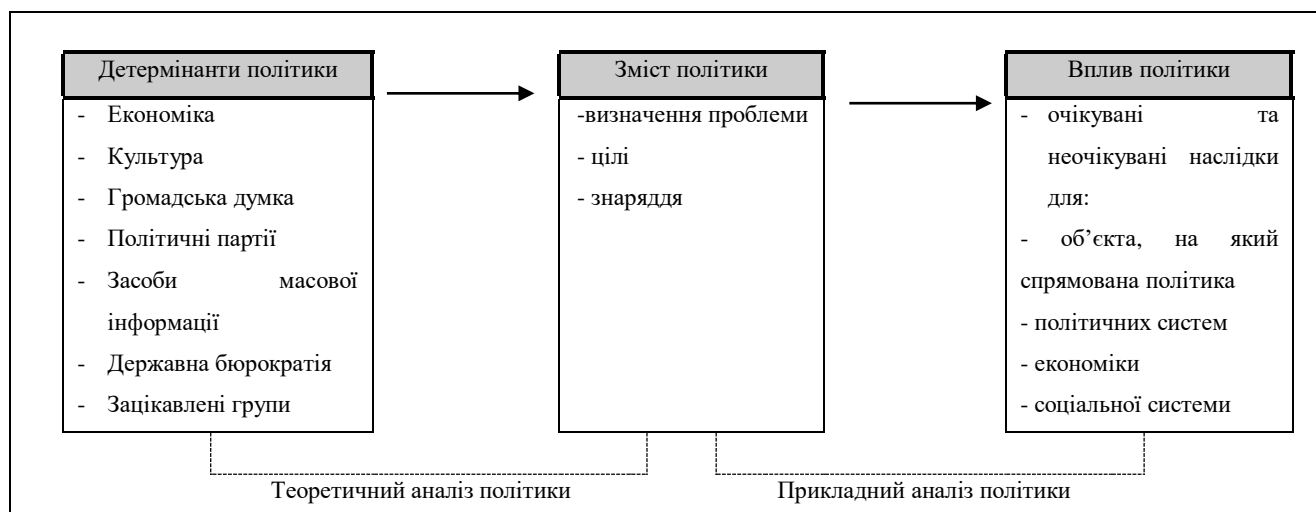 Детермінанти політики
- Економіка
- Культура
- Громадська думка
- Політичні партії
- Засоби масової
інформації
- Державна бюрократія
- Зацікавлені групи
Зміст політики
-визначення проблеми
- цілі
- знаряддя
Вплив політики
- очікувані та
неочікувані наслідки
для:
- об’єкта, на який
спрямована політика
- політичних систем
- економіки
- соціальної системи
Теоретичний аналіз політики
Прикладний аналіз політики